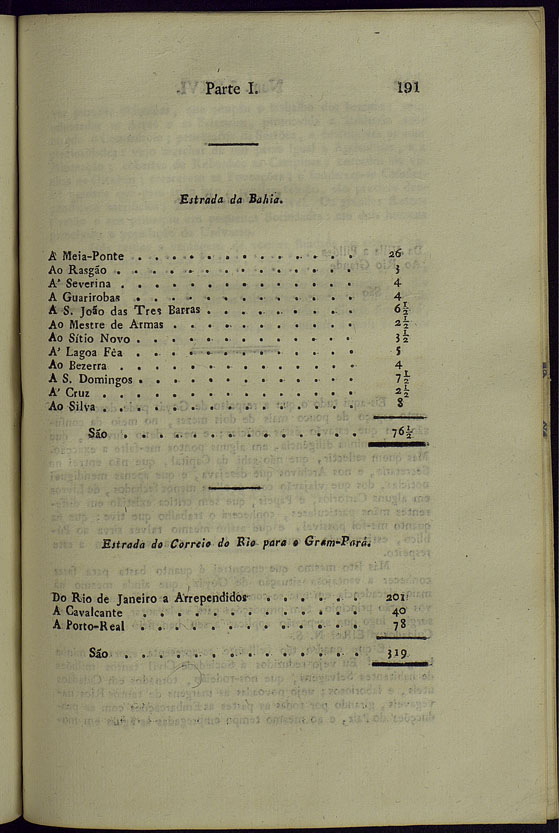 Parte I. 191
Estrada da Bahia.
A' Meia-Ponte . . . . . . . . . . . . . 26
Ao Rasgão . . . . . . . . . . . . . . 3
A' Severina . . . . . . . . . . . . . . 4
A Guarirobas . . . . . . . . . . . . . 4
A S. João das Tres Barras . . . . . . . . . 6½
Ao Mestre de Armas . . . . . . . . . . . 2½
Ao Sítio Novo . . . . . . . . . . . . . 3½
A' Lagoa Fêa . . . . . . . . . . . . . 5
Ao Bezerra . . . . . . . . . . . . . . 4
A S. Domingos . . . . . . . . . . . . . 7½
A' Cruz . . . . . . . . . . . . . . . 2½
Ao Silva . . . . . . . . . . . . . . . 8
São . . . . . . . . . . . . . . 76½
Estrada do Correio do Rio para o Gram-Pará.
Do Rio de Janeiro a Arrependidos . . . . . . 201
A Cavalcante . . . . . . . . . . . . . 40
A Porto-Real . . . . . . . . . . . . . 78
São . . . . . . . . . . . . . . 319